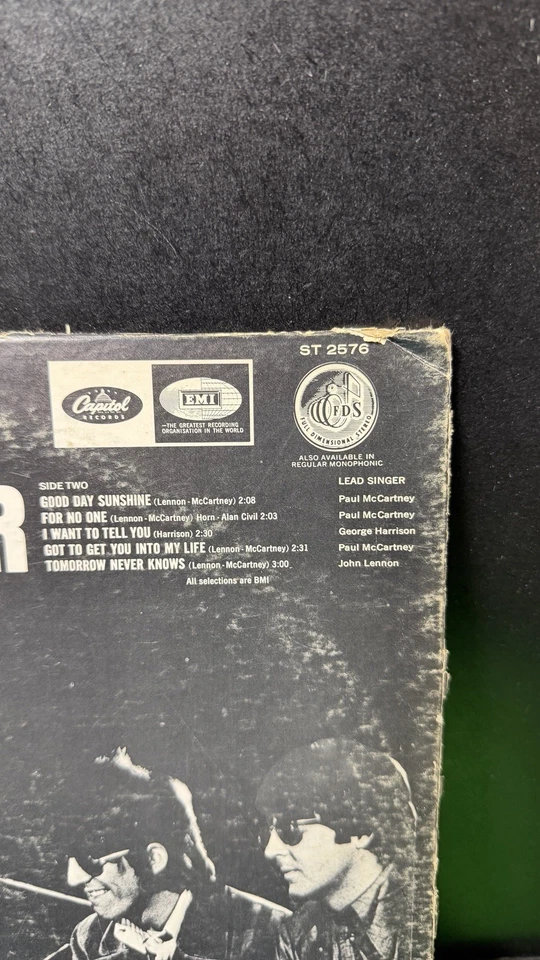 ST 2576
Capitol
RECORDS
EMI
—THE GREATEST RECORDING
ORGANISATION IN THE WORLD
FDS
FULL DIMENSIONAL STEREO
ALSO AVAILABLE IN
REGULAR MONOPHONIC
R
SIDE TWO LEAD SINGER
GOOD DAY SUNSHINE (Lennon-McCartney) 2:08 Paul McCartney
FOR NO ONE (Lennon-McCartney) Horn-Alan Civil 2:03 Paul McCartney
I WANT TO TELL YOU (Harrison) 2:30 George Harrison
GOT TO GET YOU INTO MY LIFE (Lennon-McCartney) 2:31 Paul McCartney
TOMORROW NEVER KNOWS (Lennon-McCartney) 3:00 John Lennon
All selections are BMI